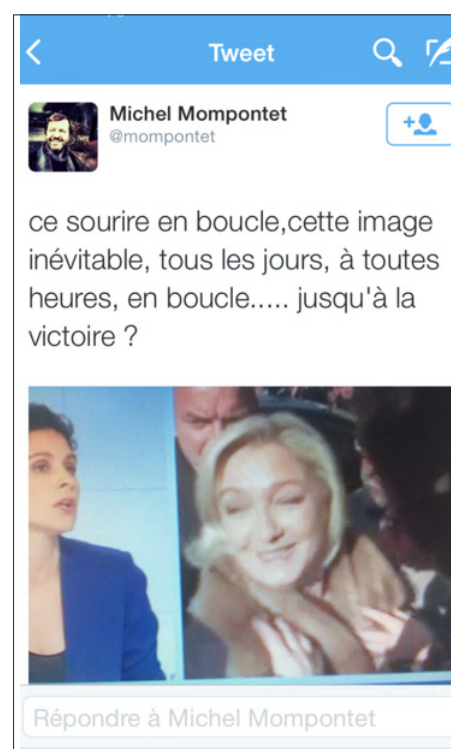 Tweet
Michel Mompontet
@mompontet
ce sourire en boucle,cette image
inévitable, tous les jours, à toutes
heures, en boucle..... jusqu'à la
victoire ?
Répondre à Michel Mompontet